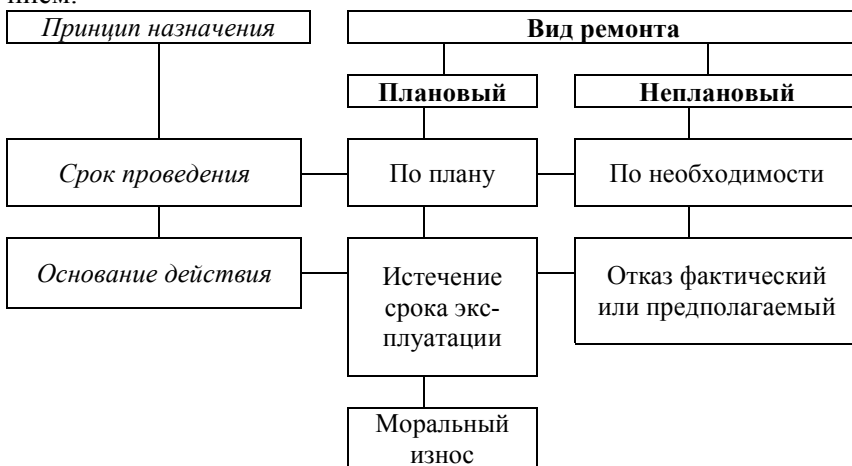 нием.
Принцип назначения
Вид ремонта
Плановый
Неплановый
Срок проведения
По плану
По необходимости
Основание действия
Истечение
срока экс-
плуатации
Отказ фактический
или предполагаемый
Моральный
износ